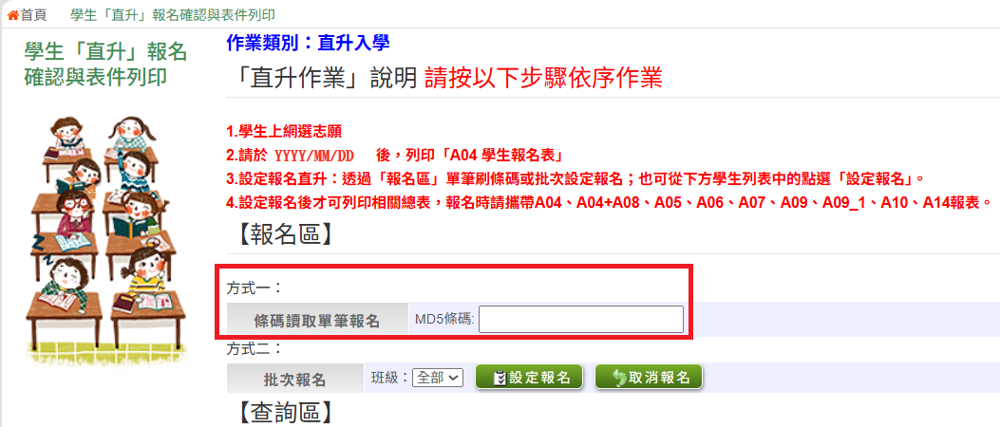 首頁 學生「直升」報名確認與表件列印
學生「直升」報名
確認與表件列印
作業類別：直升入學
「直升作業」說明 請按以下步驟依序作業
1.學生上網選志願
2.請於 YYYY/MM/DD 後，列印「A04 學生報名表」
3.設定報名直升：透過「報名區」單筆刷條碼或批次設定報名；也可從下方學生列表中的點選「設定報名」。
4.設定報名後才可列印相關總表，報名時請攜帶A04、A04+A08、A05、A06、A07、A09、A09_1、A10、A14報表。
【報名區】
方式一：
條碼讀取單筆報名 MD5條碼:
方式二：
批次報名 班級：全部 設定報名 取消報名
【查詢區】